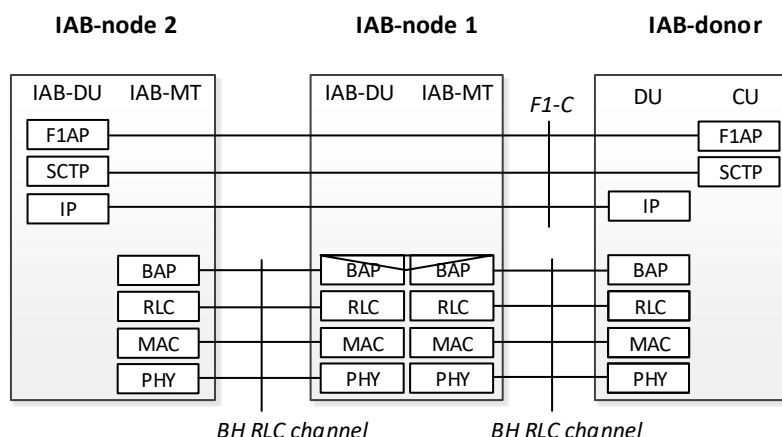 IAB-node 2 IAB-node 1 IAB-donor
IAB-DU IAB-MT IAB-DU IAB-MT F1-C DU CU
F1AP F1AP
SCTP SCTP
IP IP
BAP BAP BAP BAP
RLC RLC RLC RLC
MAC MAC MAC MAC
PHY PHY PHY PHY
BH RLC channel BH RLC channel